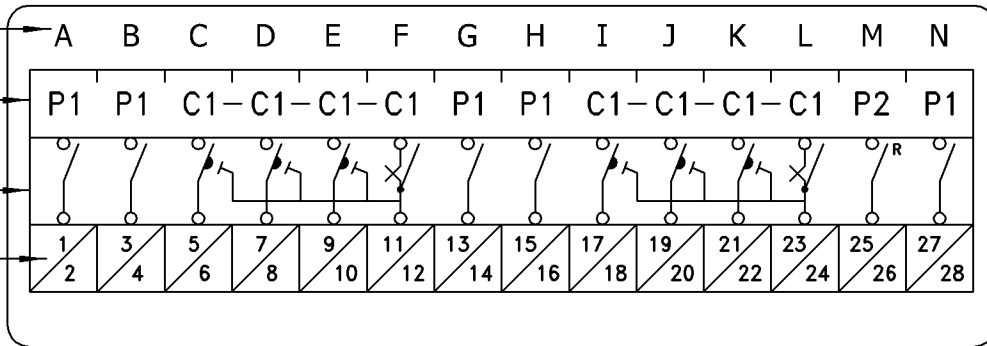 A B C D E F G H I J K L M N
P1 P1 C1-C1-C1-C1 P1 P1 C1-C1-C1-C1 P2 P1
R
1/2 3/4 5/6 7/8 9/10 11/12 13/14 15/16 17/18 19/20 21/22 23/24 25/26 27/28